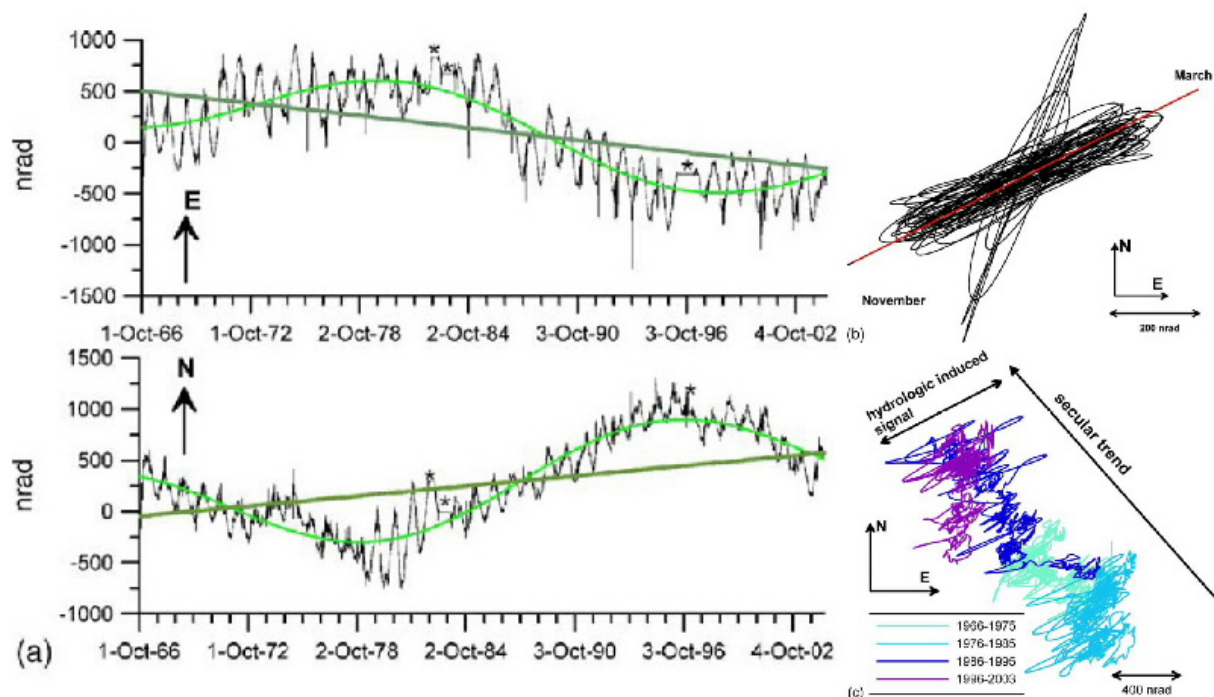 1000
500
0
-500
-1000
-1500
nrad
E
*
*
*
1-Oct-66 1-Oct-72 2-Oct-78 2-Oct-84 3-Oct-90 3-Oct-96 4-Oct-02
1500
1000
500
0
-500
-1000
nrad
N
*
*
*
(a) 1-Oct-66 1-Oct-72 2-Oct-78 2-Oct-84 3-Oct-90 3-Oct-96 4-Oct-02
March
November
N
E
200 nrad
(b)
hydrologic induced
signal
secular trend
N
E
1966-1975
1976-1985
1986-1995
1996-2003
400 nrad
(c)